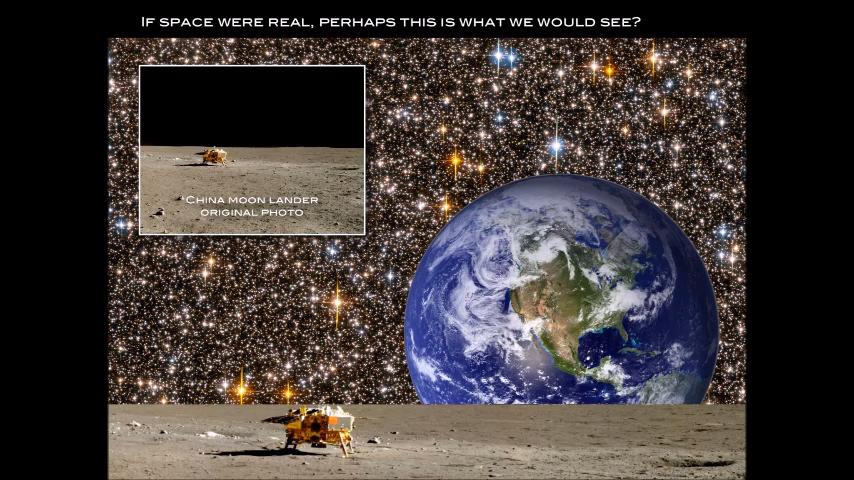 If space were real, perhaps this is what we would see?
*China moon lander
original photo